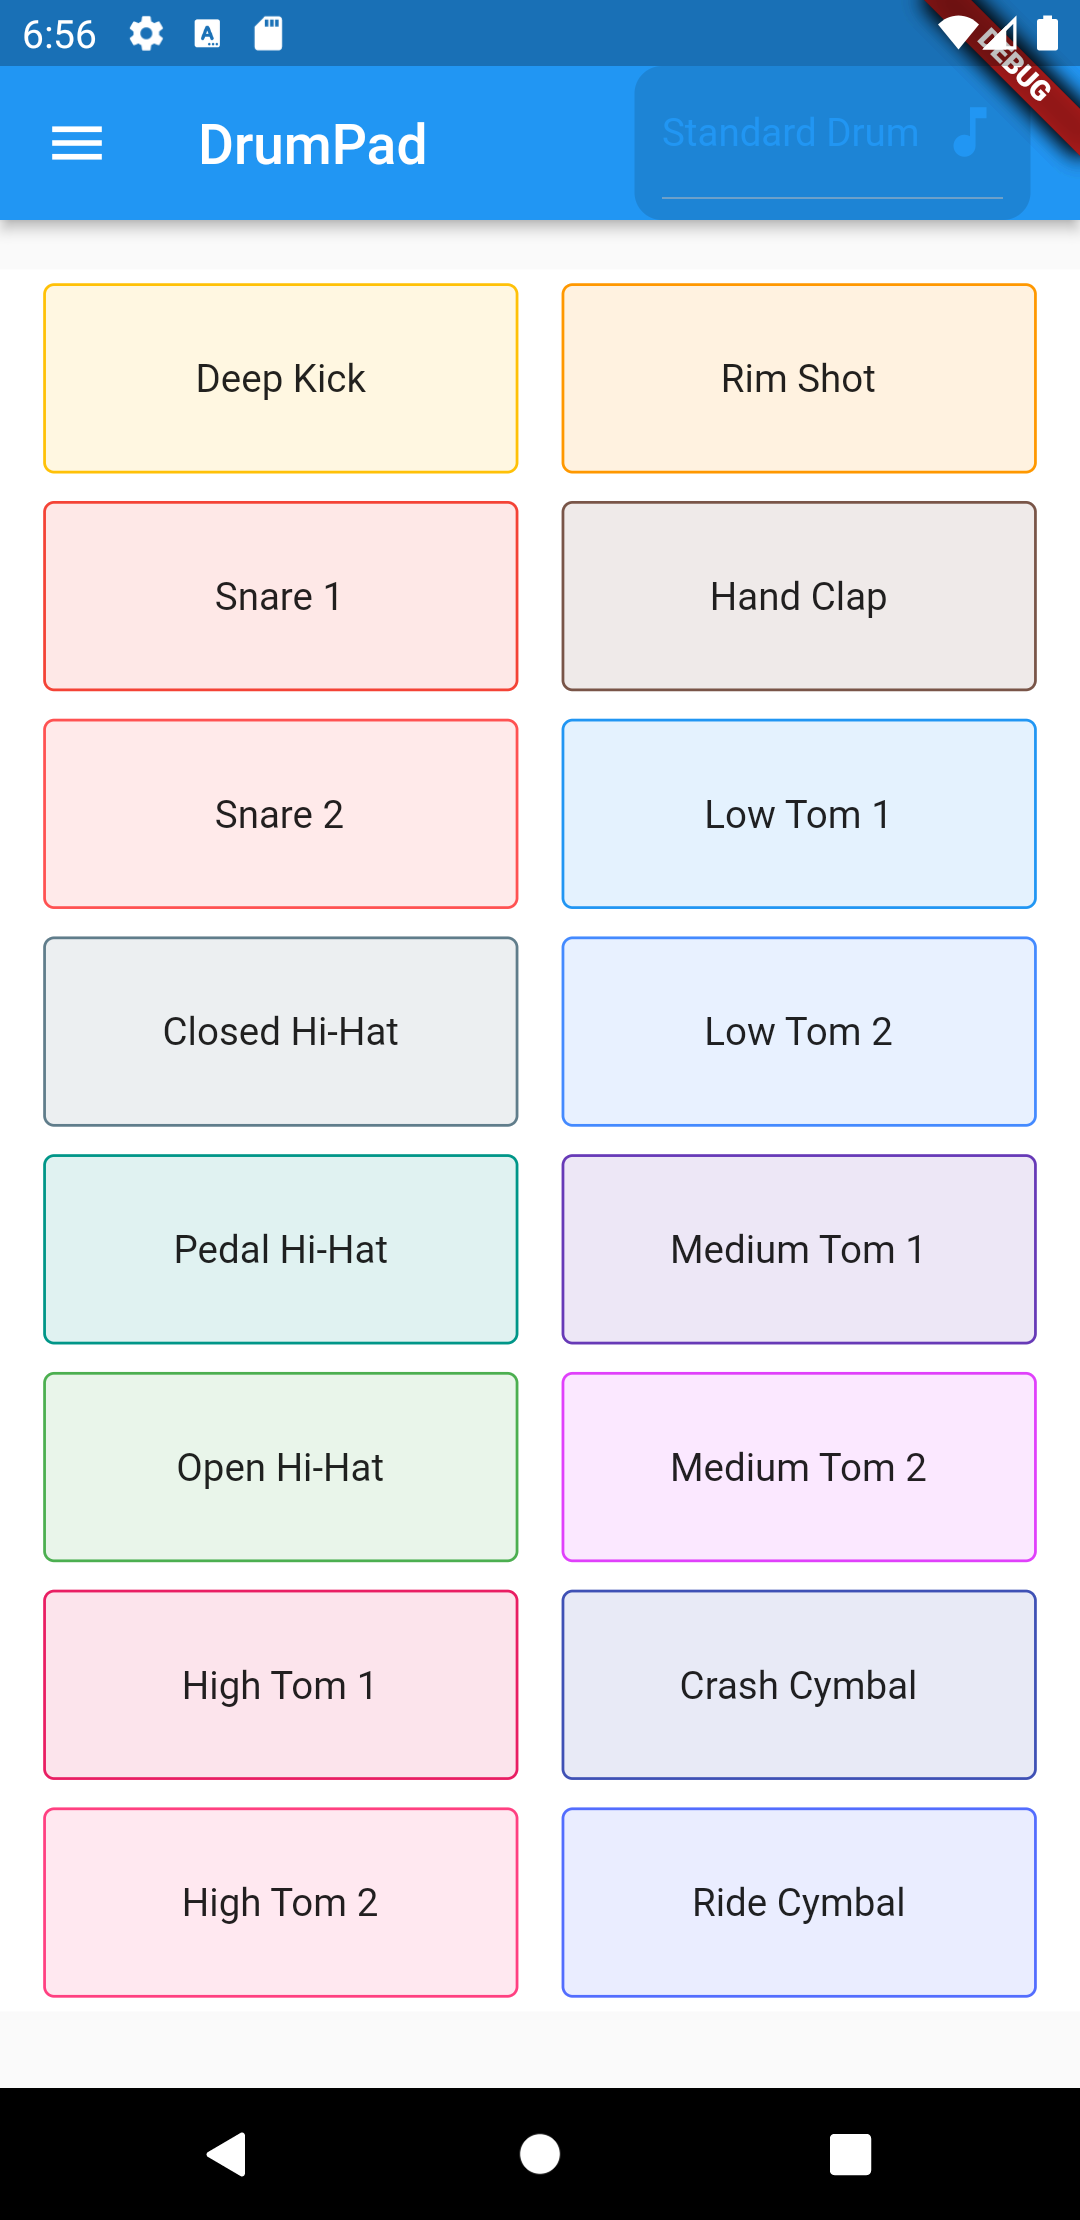 6:56
DEBUG
DrumPad
Standard Drum
Deep Kick
Rim Shot
Snare 1
Hand Clap
Snare 2
Low Tom 1
Closed Hi-Hat
Low Tom 2
Pedal Hi-Hat
Medium Tom 1
Open Hi-Hat
Medium Tom 2
High Tom 1
Crash Cymbal
High Tom 2
Ride Cymbal